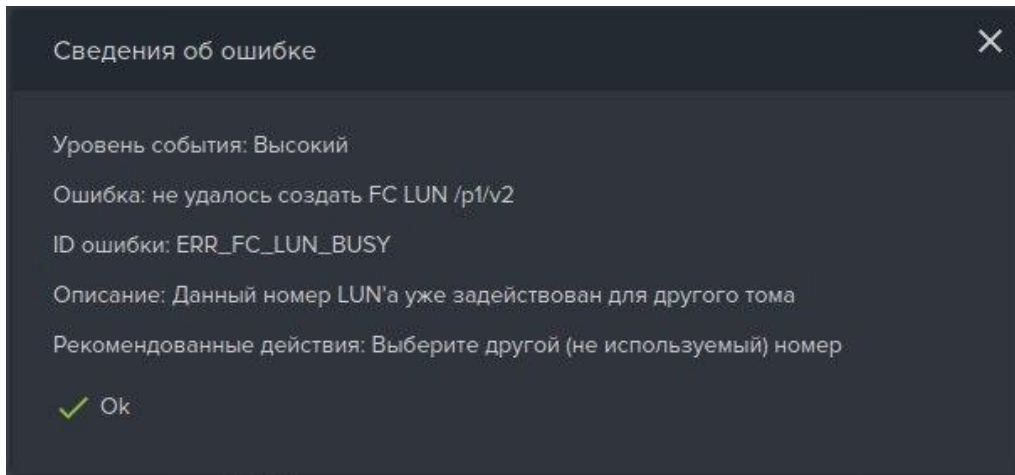 Сведения об ошибке
Уровень события: Высокий
Ошибка: не удалось создать FC LUN /p1/v2
ID ошибки: ERR_FC_LUN_BUSY
Описание: Данный номер LUN'а уже задействован для другого тома
Рекомендованные действия: Выберите другой (не используемый) номер
Ok